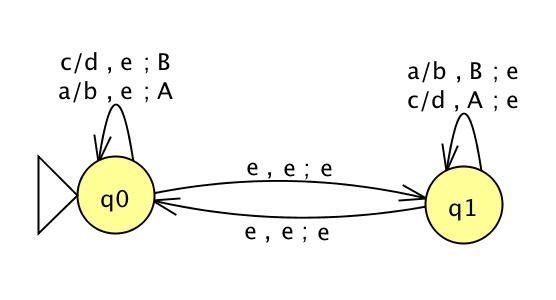 c/d , e ; B
a/b , e ; A
a/b , B ; e
c/d , A ; e
e , e ; e
q0
q1
e , e ; e